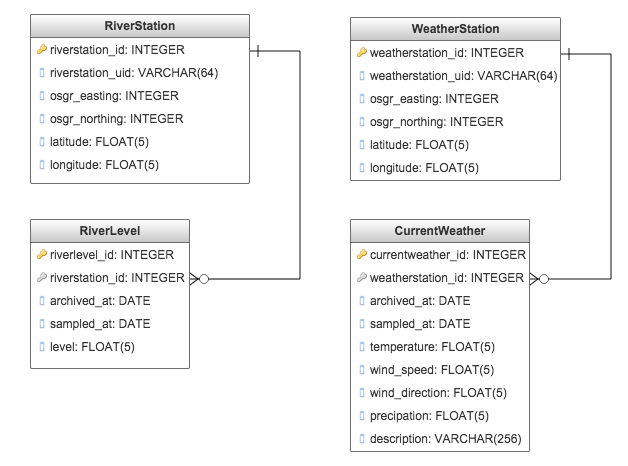 RiverStation
riverstation_id: INTEGER
riverstation_uid: VARCHAR(64)
osgr_easting: INTEGER
osgr_northing: INTEGER
latitude: FLOAT(5)
longitude: FLOAT(5)
WeatherStation
weatherstation_id: INTEGER
weatherstation_uid: VARCHAR(64)
osgr_easting: INTEGER
osgr_northing: INTEGER
latitude: FLOAT(5)
longitude: FLOAT(5)
RiverLevel
riverlevel_id: INTEGER
riverstation_id: INTEGER
archived_at: DATE
sampled_at: DATE
level: FLOAT(5)
CurrentWeather
currentweather_id: INTEGER
weatherstation_id: INTEGER
archived_at: DATE
sampled_at: DATE
temperature: FLOAT(5)
wind_speed: FLOAT(5)
wind_direction: FLOAT(5)
precipation: FLOAT(5)
description: VARCHAR(256)